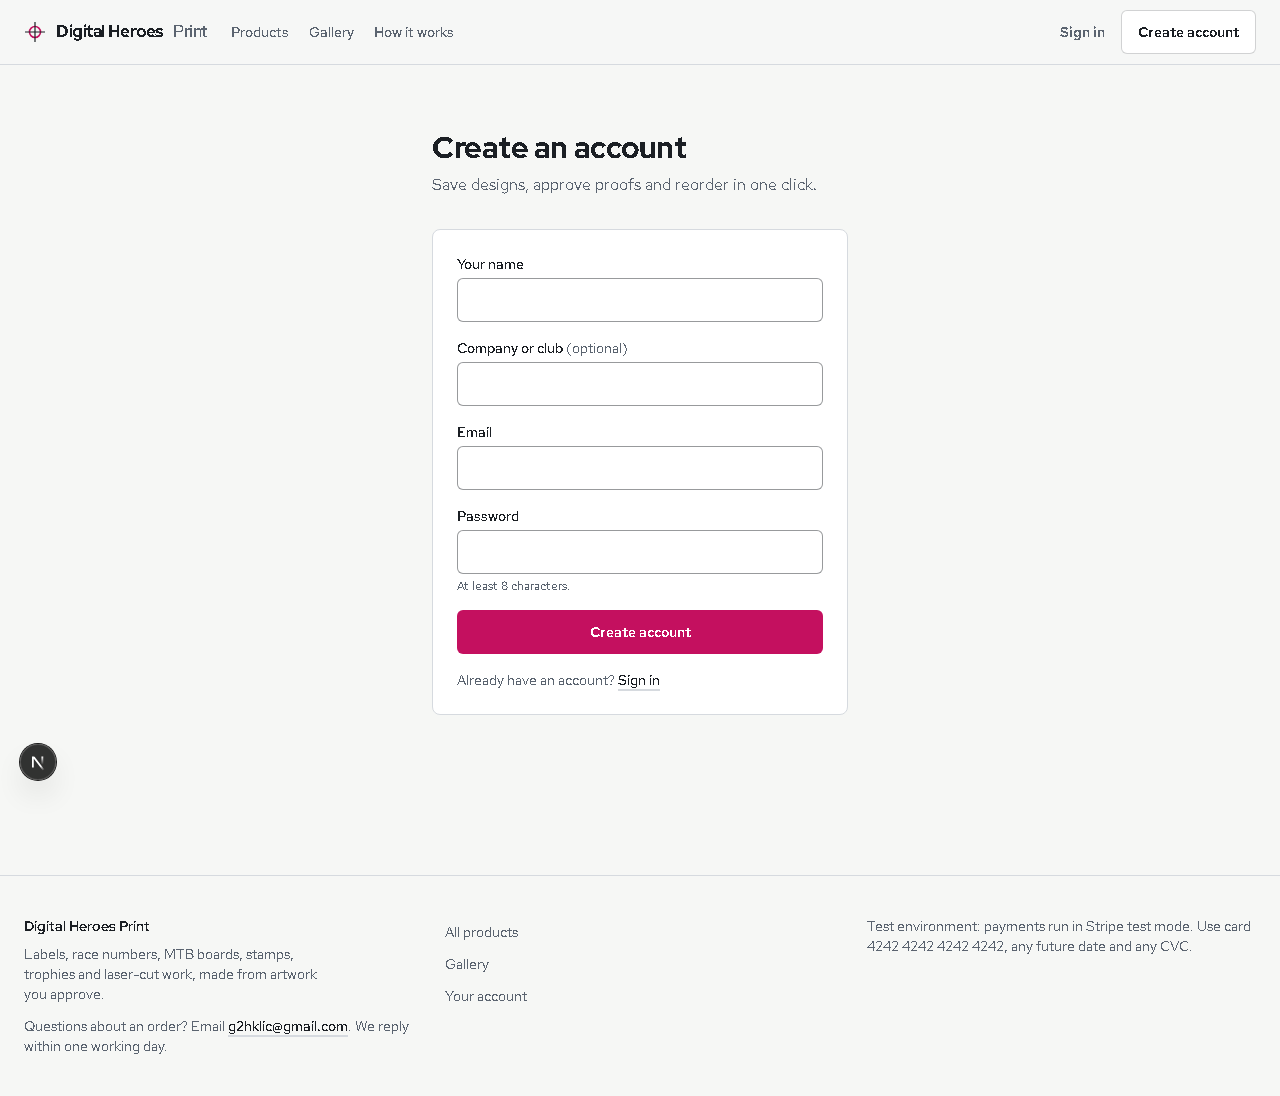 Digital Heroes Print
Products
Gallery
How it works
Sign in
Create account
Create an account
Save designs, approve proofs and reorder in one click.
Your name
Company or club (optional)
Email
Password
At least 8 characters.
Create account
Already have an account? Sign in
N
Digital Heroes Print
Labels, race numbers, MTB boards, stamps,
trophies and laser-cut work, made from artwork
you approve.
Questions about an order? Email g2hklic@gmail.com. We reply
within one working day.
All products
Gallery
Your account
Test environment: payments run in Stripe test mode. Use card
4242 4242 4242 4242, any future date and any CVC.